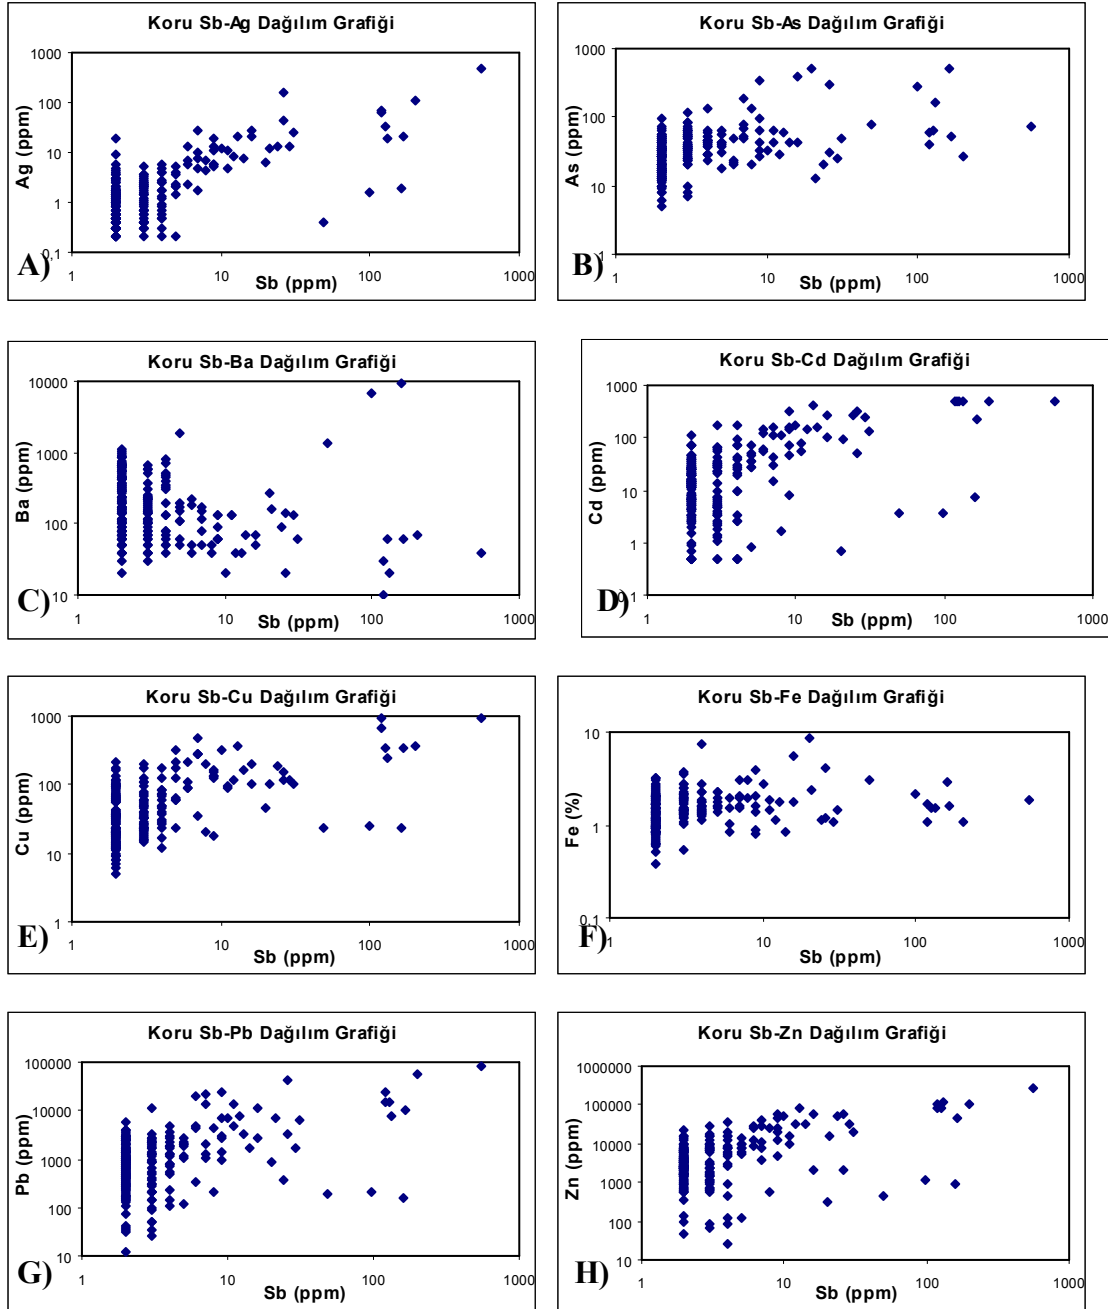 Koru Sb-Ag Dağılım Grafiği
1000
100
10
1
0,1
Ag (ppm)
1
10
100
1000
Sb (ppm)
A)
Koru Sb-As Dağılım Grafiği
1000
100
10
1
As (ppm)
1
10
100
1000
Sb (ppm)
B)
Koru Sb-Ba Dağılım Grafiği
10000
1000
100
10
Ba (ppm)
1
10
100
1000
Sb (ppm)
C)
Koru Sb-Cd Dağılım Grafiği
1000
100
10
1
0,1
Cd (ppm)
1
10
100
1000
Sb (ppm)
D)
Koru Sb-Cu Dağılım Grafiği
1000
100
10
1
Cu (ppm)
1
10
100
1000
Sb (ppm)
E)
Koru Sb-Fe Dağılım Grafiği
10
1
0,1
Fe (%)
1
10
100
1000
Sb (ppm)
F)
Koru Sb-Pb Dağılım Grafiği
100000
10000
1000
100
10
Pb (ppm)
1
10
100
1000
Sb (ppm)
G)
Koru Sb-Zn Dağılım Grafiği
1000000
100000
10000
1000
100
10
Zn (ppm)
1
10
100
1000
Sb (ppm)
H)